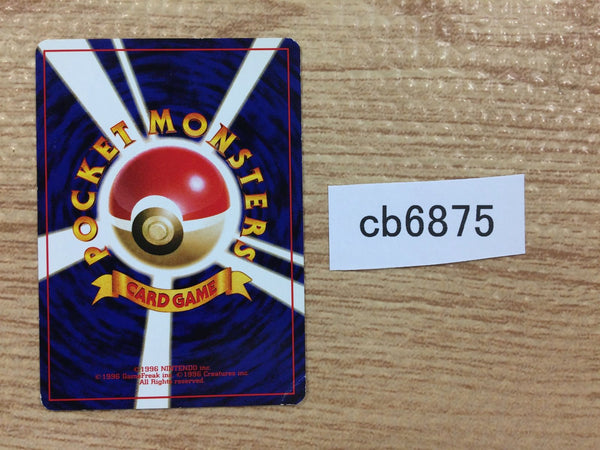 POCKET MONSTERS
CARD GAME
©1996 NINTENDO inc.
©1996 GameFreak inc. ©1996 Creatures inc.
All Rights reserved.
cb6875